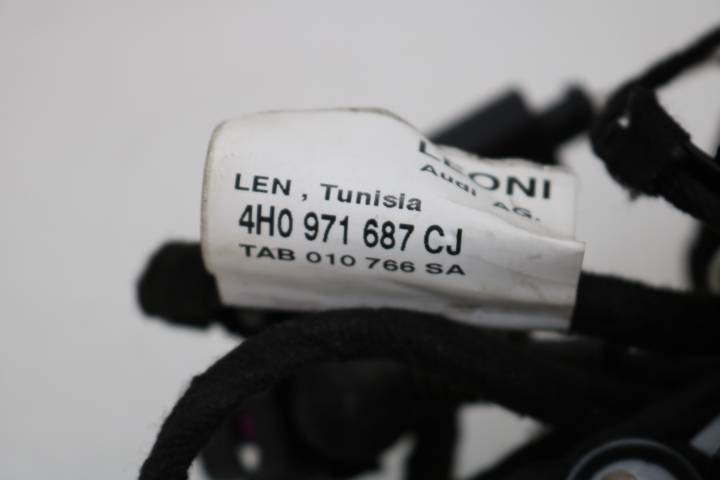 LEONI
Audi AG.
LEN , Tunisia
4H0 971 687 CJ
TAB 010 766 SA